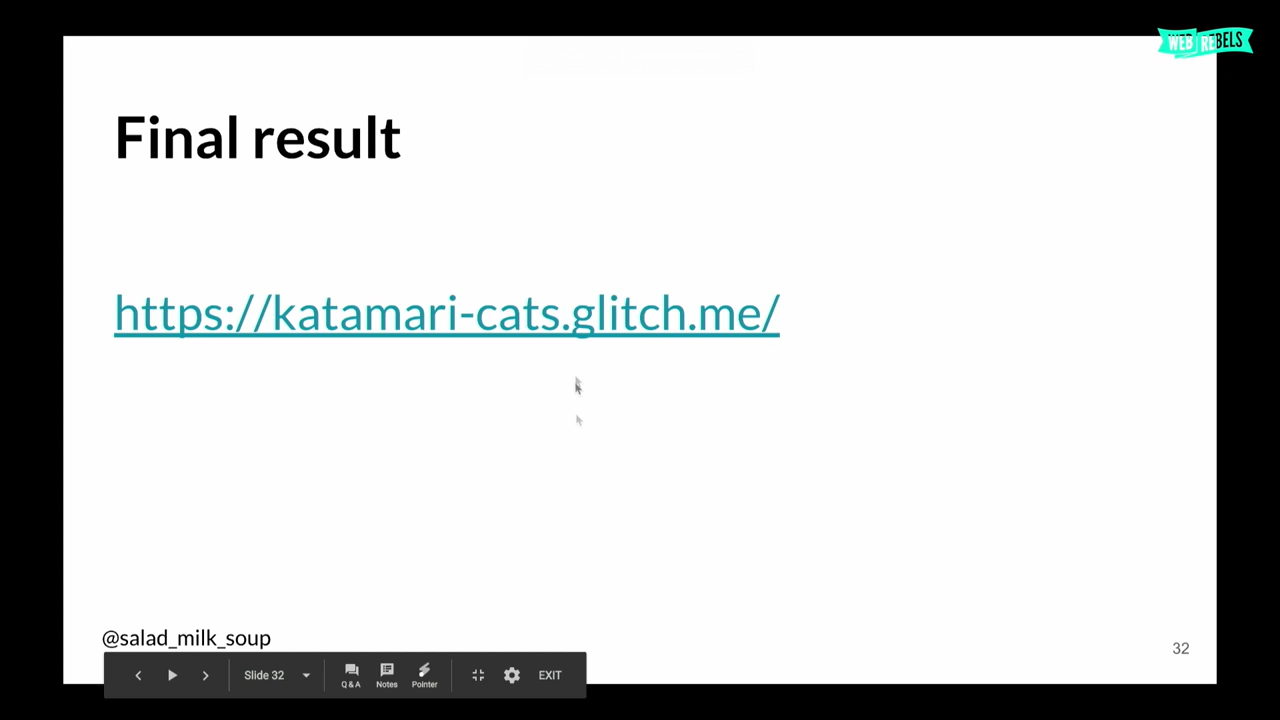 WEB REBELS
Final result
https://katamari-cats.glitch.me/
@salad_milk_soup
32
Slide 32
Q & A
Notes
Pointer
EXIT